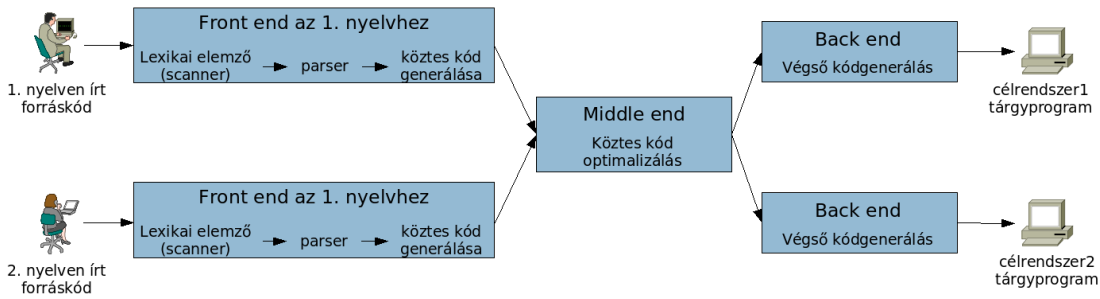 1. nyelven írt
forráskód
Front end az 1. nyelvhez
Lexikai elemző
(scanner)
parser
köztes kód
generálása
2. nyelven írt
forráskód
Front end az 1. nyelvhez
Lexikai elemző
(scanner)
parser
köztes kód
generálása
Middle end
Köztes kód
optimalizálás
Back end
Végső kódgenerálás
célrendszer1
tárgyprogram
Back end
Végső kódgenerálás
célrendszer2
tárgyprogram